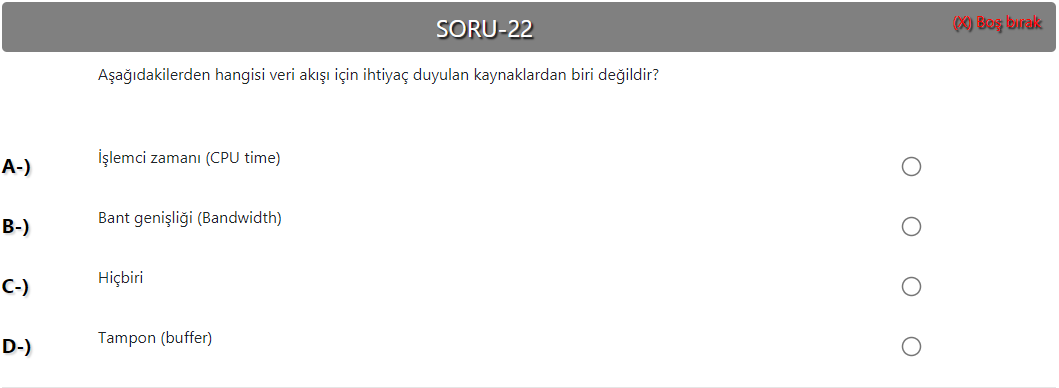 SORU-22
(X) Boş bırak
Aşağıdakilerden hangisi veri akışı için ihtiyaç duyulan kaynaklardan biri değildir?
A-) İşlemci zamanı (CPU time)
B-) Bant genişliği (Bandwidth)
C-) Hiçbiri
D-) Tampon (buffer)